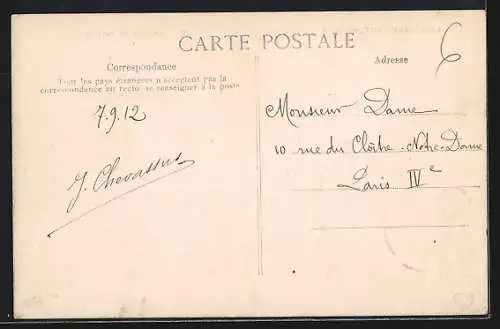 CARTE POSTALE
Correspondance
Tous les pays étrangers n'acceptent pas la
correspondance au recto, se renseigner à la poste
7.9.12
J. Chevassus
Adresse
6
Monsieur Dame
10 rue du Cloître-Notre-Dame
Paris IVe